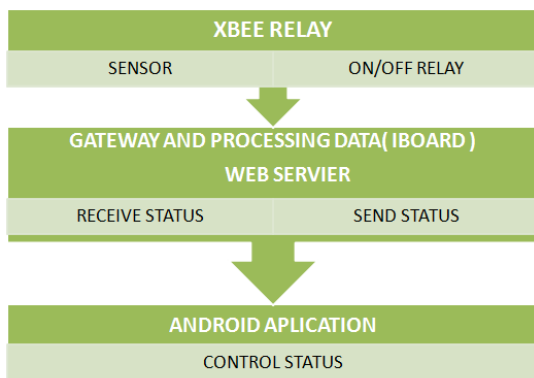 XBEE RELAY
SENSOR ON/OFF RELAY
GATEWAY AND PROCESSING DATA( IBOARD )
WEB SERVIER
RECEIVE STATUS SEND STATUS
ANDROID APLICATION
CONTROL STATUS